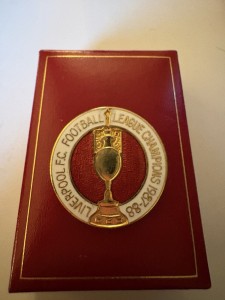 LIVERPOOL F.C. FOOTBALL LEAGUE CHAMPIONS 1987-88